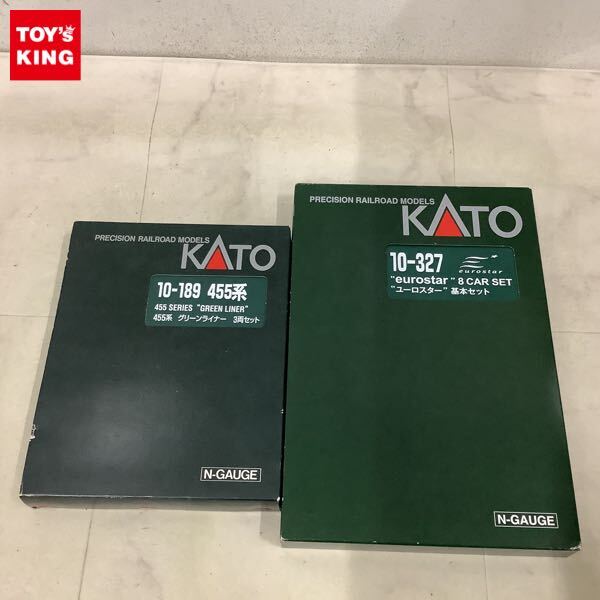 TOY'S
KING
PRECISION RAILROAD MODELS
KATO
10-189 455系
455 SERIES "GREEN LINER"
455系 グリーンライナー 3両セット
N-GAUGE
PRECISION RAILROAD MODELS
KATO
10-327
eurostar
"eurostar" 8 CAR SET
"ユーロスター" 基本セット
N-GAUGE